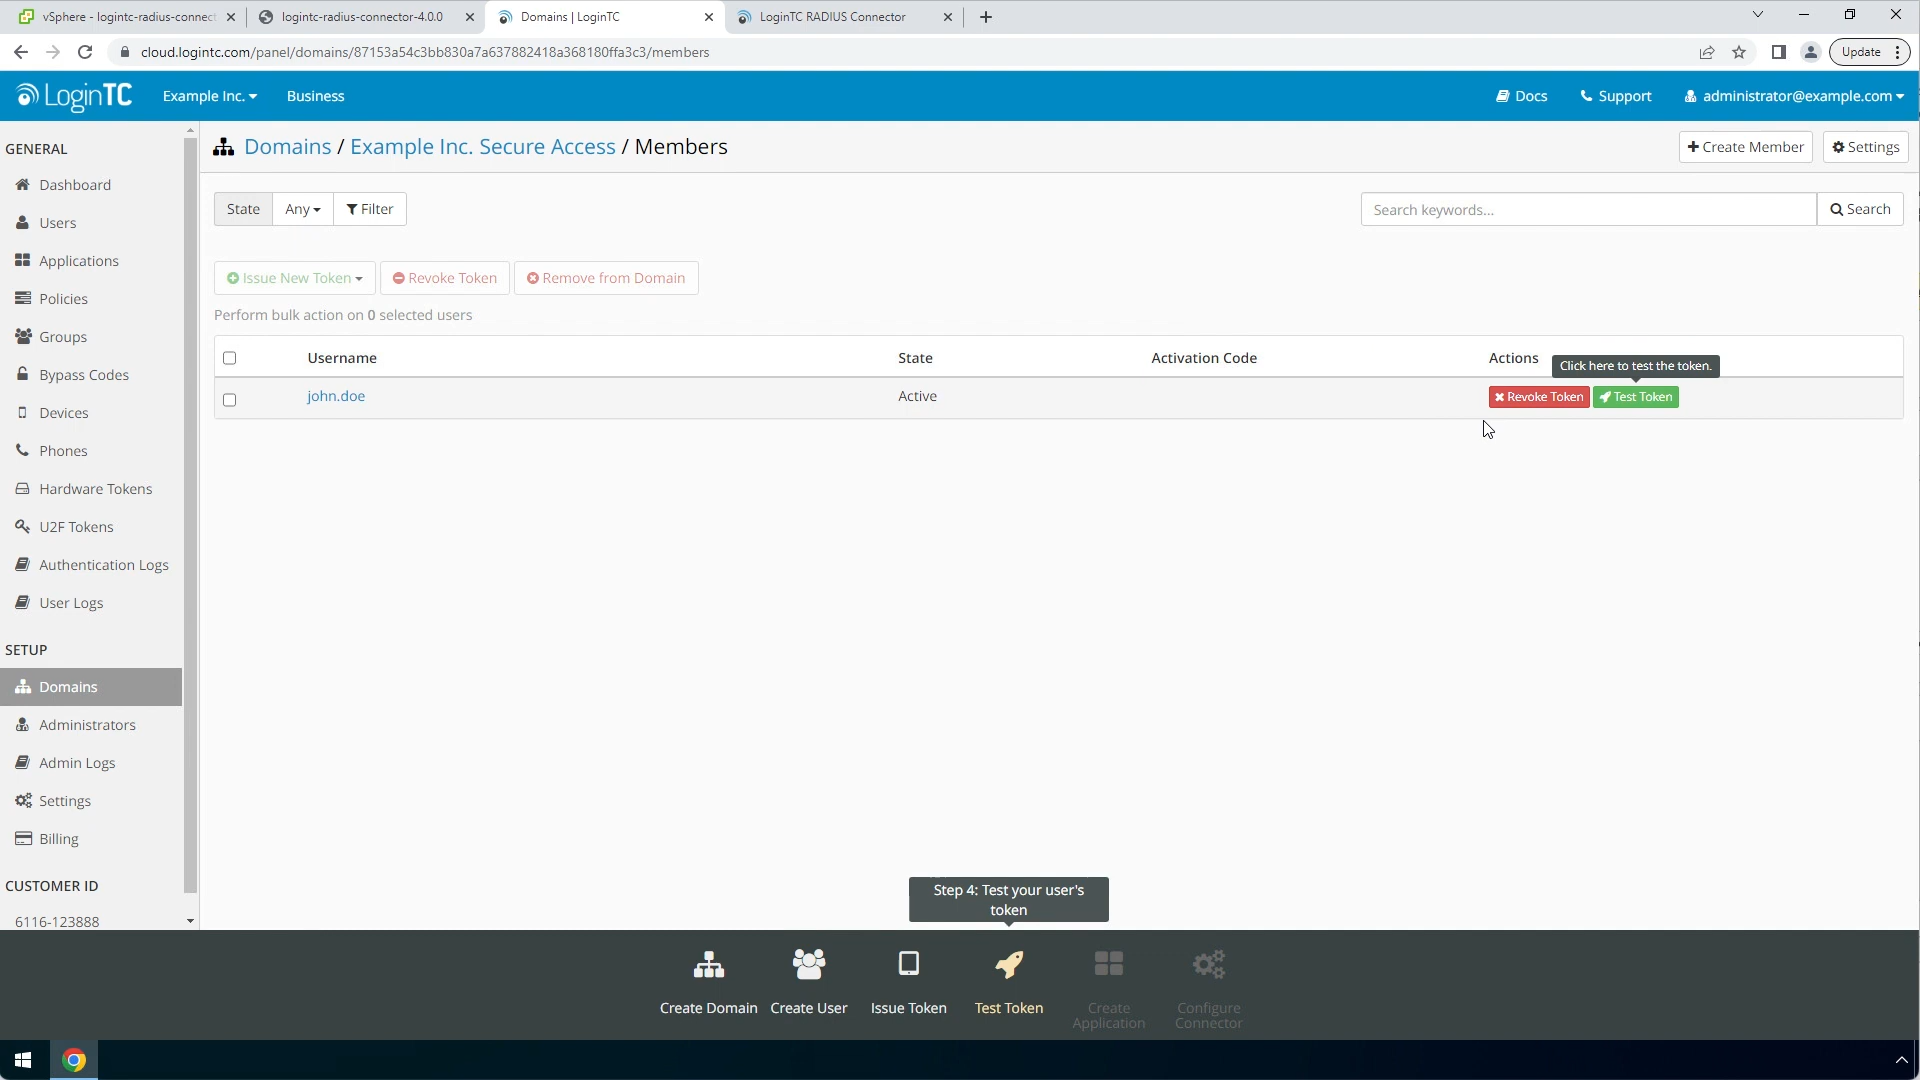 vSphere - logintc-radius-connect
logintc-radius-connector-4.0.0
Domains | LoginTC
LoginTC RADIUS Connector
cloud.logintc.com/panel/domains/87153a54c3bb830a7a637882418a368180ffa3c3/members
Update
LoginTC
Example Inc.
Business
Docs
Support
administrator@example.com
GENERAL
Dashboard
Users
Applications
Policies
Groups
Bypass Codes
Devices
Phones
Hardware Tokens
U2F Tokens
Authentication Logs
User Logs
SETUP
Domains
Administrators
Admin Logs
Settings
Billing
CUSTOMER ID
6116-123888
Domains / Example Inc. Secure Access / Members
Create Member
Settings
State
Any
Filter
Search keywords...
Search
Issue New Token
Revoke Token
Remove from Domain
Perform bulk action on 0 selected users
Username
State
Activation Code
Actions
Click here to test the token.
john.doe
Active
Revoke Token
Test Token
Step 4: Test your user's
token
Create Domain
Create User
Issue Token
Test Token
Create
Application
Configure
Connector